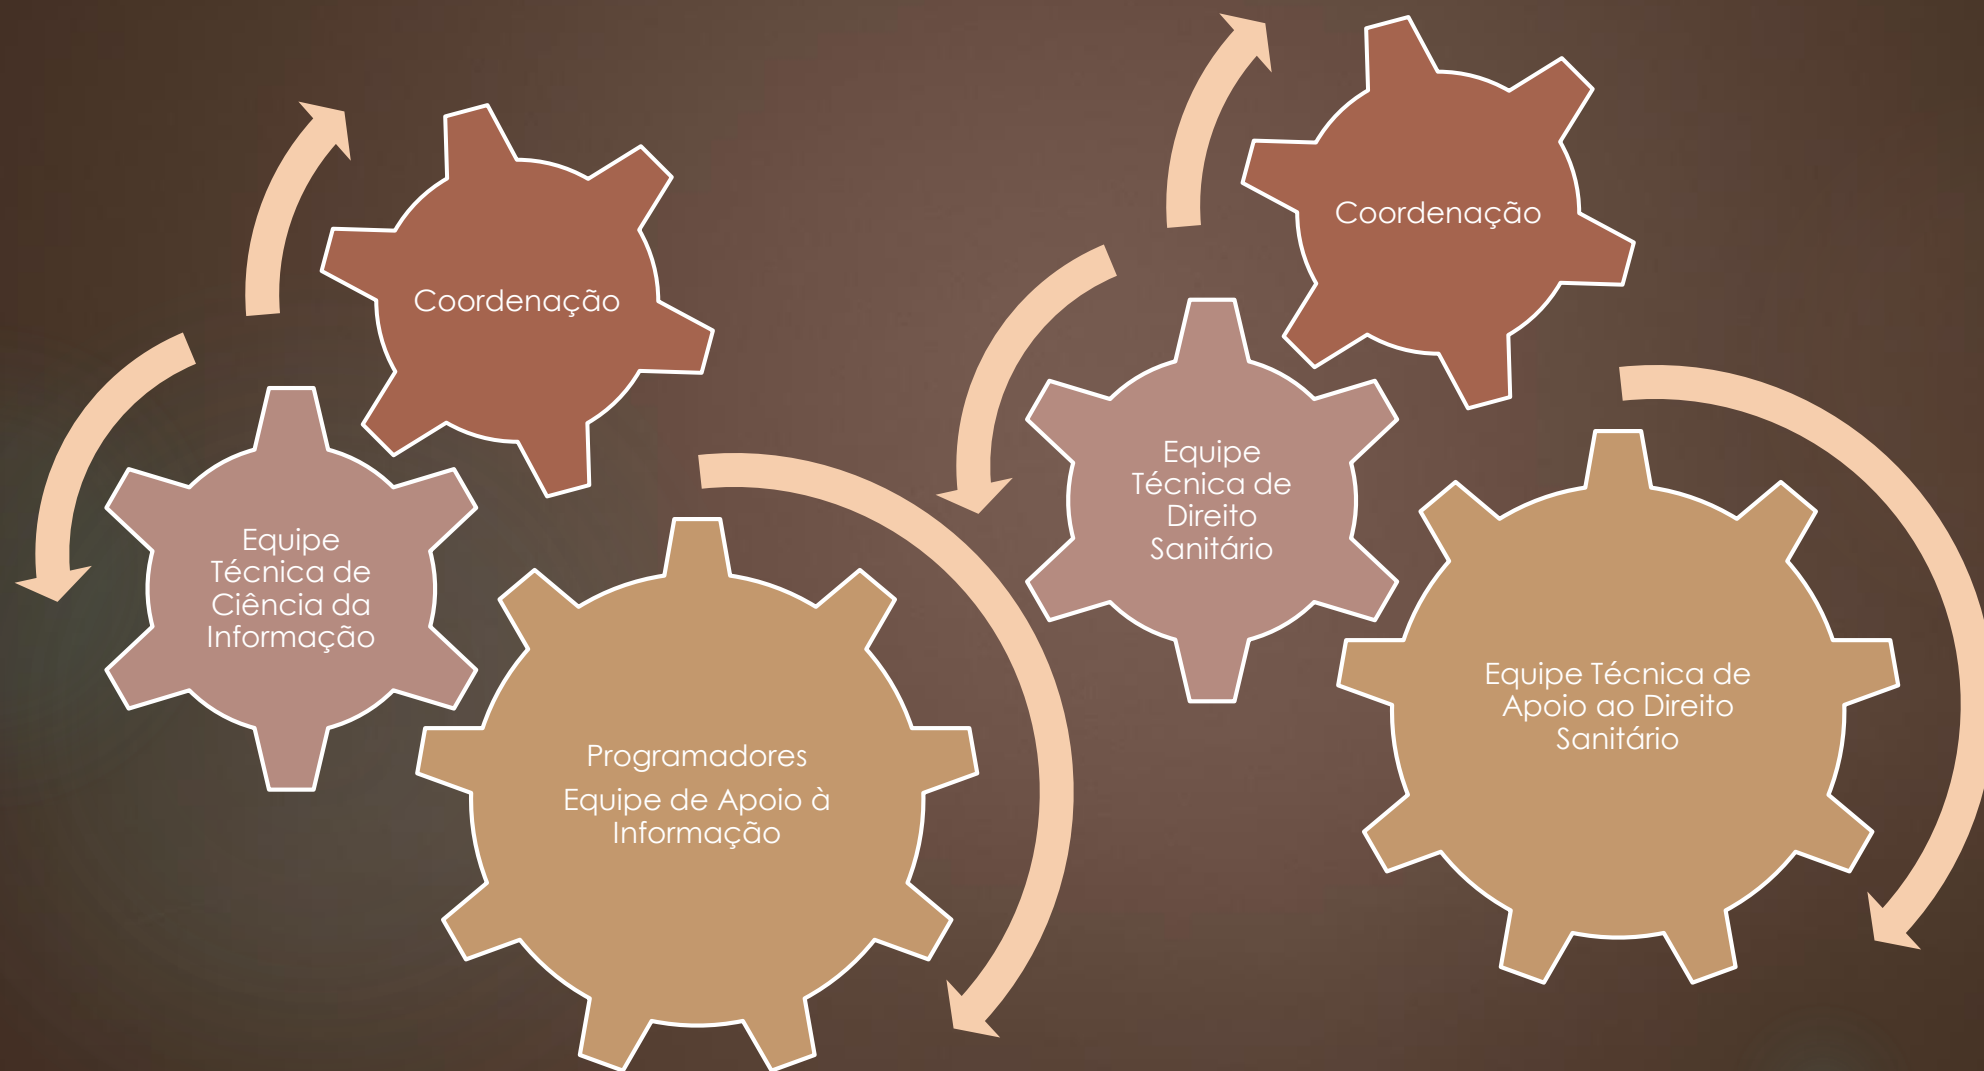 Coordenação
Equipe
Técnica de
Ciência da
Informação
Programadores
Equipe de Apoio à
Informação
Coordenação
Equipe
Técnica de
Direito
Sanitário
Equipe Técnica de
Apoio ao Direito
Sanitário